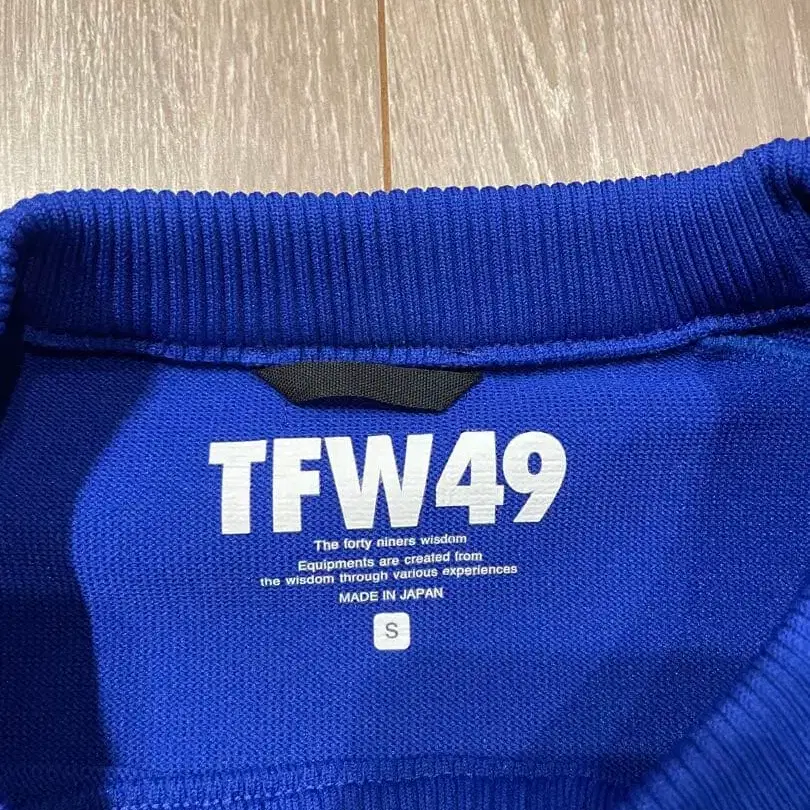 TFW49
The forty niners wisdom
Equipments are created from
the wisdom through various experiences
MADE IN JAPAN
S